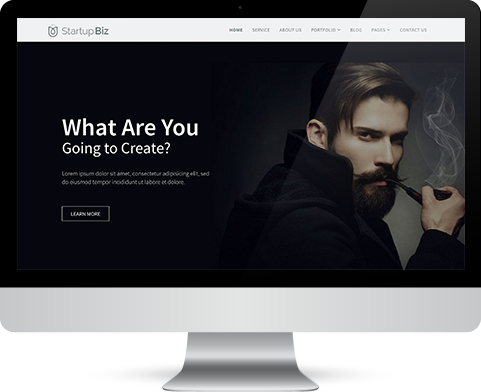 Startup Biz
HOME SERVICE ABOUT US PORTFOLIO BLOG PAGES CONTACT US
What Are You
Going to Create?
Lorem ipsum dolor sit amet, consectetur adipisicing elit, sed
do eiusmod tempor incididunt ut labore et dolore.
LEARN MORE